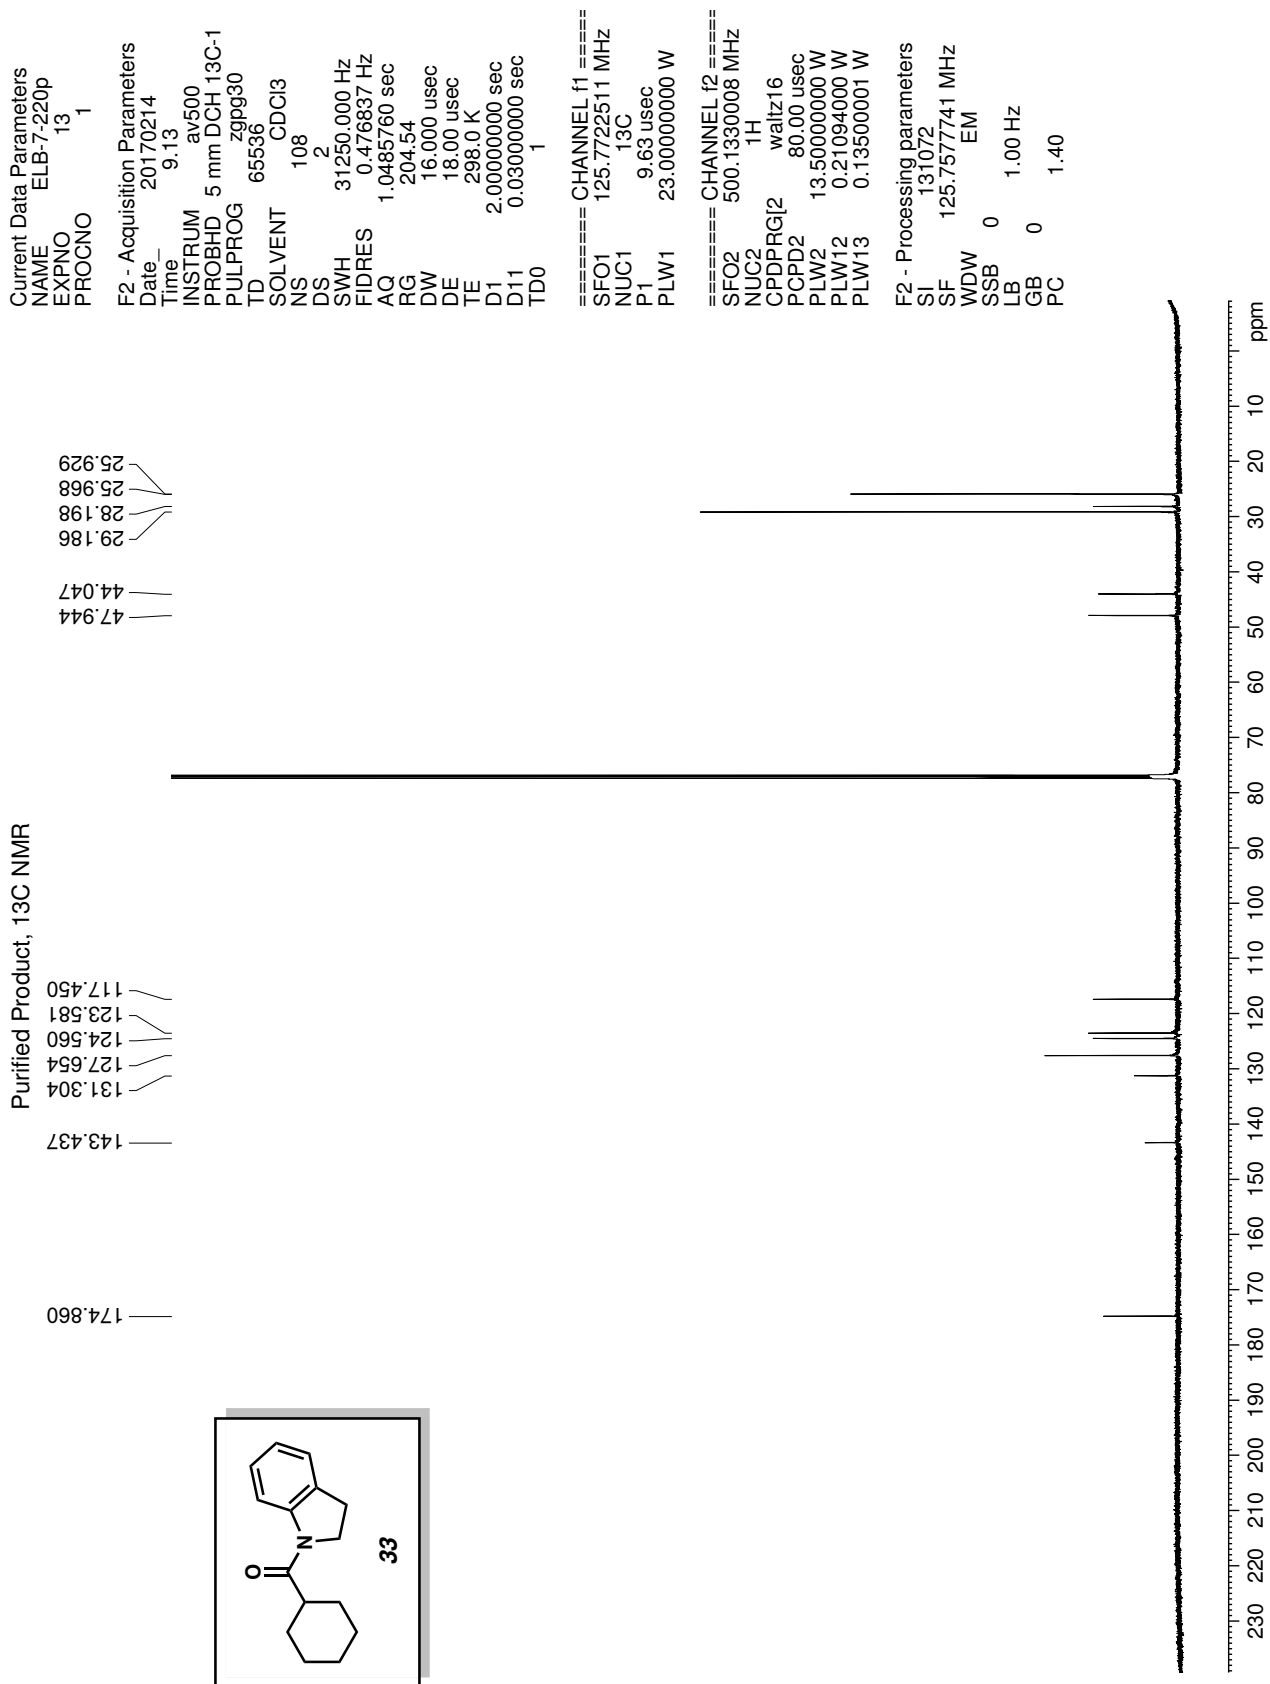 Purified Product, 13C NMR
174.860
143.437
131.304
127.654
124.560
123.581
117.450
47.944
44.047
29.186
28.198
25.968
25.929
Current Data Parameters
NAME ELB-7-220p
EXPNO 13
PROCNO 1
F2 - Acquisition Parameters
Date_ 20170214
Time 9.13
INSTRUM av500
PROBHD 5 mm DCH 13C-1
PULPROG zgpg30
TD 65536
SOLVENT CDCl3
NS 108
DS 2
SWH 31250.000 Hz
FIDRES 0.476837 Hz
AQ 1.0485760 sec
RG 204.54
DW 16.000 usec
DE 18.00 usec
TE 298.0 K
D1 2.00000000 sec
D11 0.03000000 sec
TD0 1
======== CHANNEL f1 ========
SFO1 125.7722511 MHz
NUC1 13C
P1 9.63 usec
PLW1 23.00000000 W
======== CHANNEL f2 ========
SFO2 500.1330008 MHz
NUC2 1H
CPDPRG[2 waltz16
PCPD2 80.00 usec
PLW2 13.50000000 W
PLW12 0.21094000 W
PLW13 0.13500001 W
F2 - Processing parameters
SI 131072
SF 125.7577741 MHz
WDW EM
SSB 0
LB 1.00 Hz
GB 0
PC 1.40
O
N
33
230 220 210 200 190 180 170 160 150 140 130 120 110 100 90 80 70 60 50 40 30 20 10 ppm